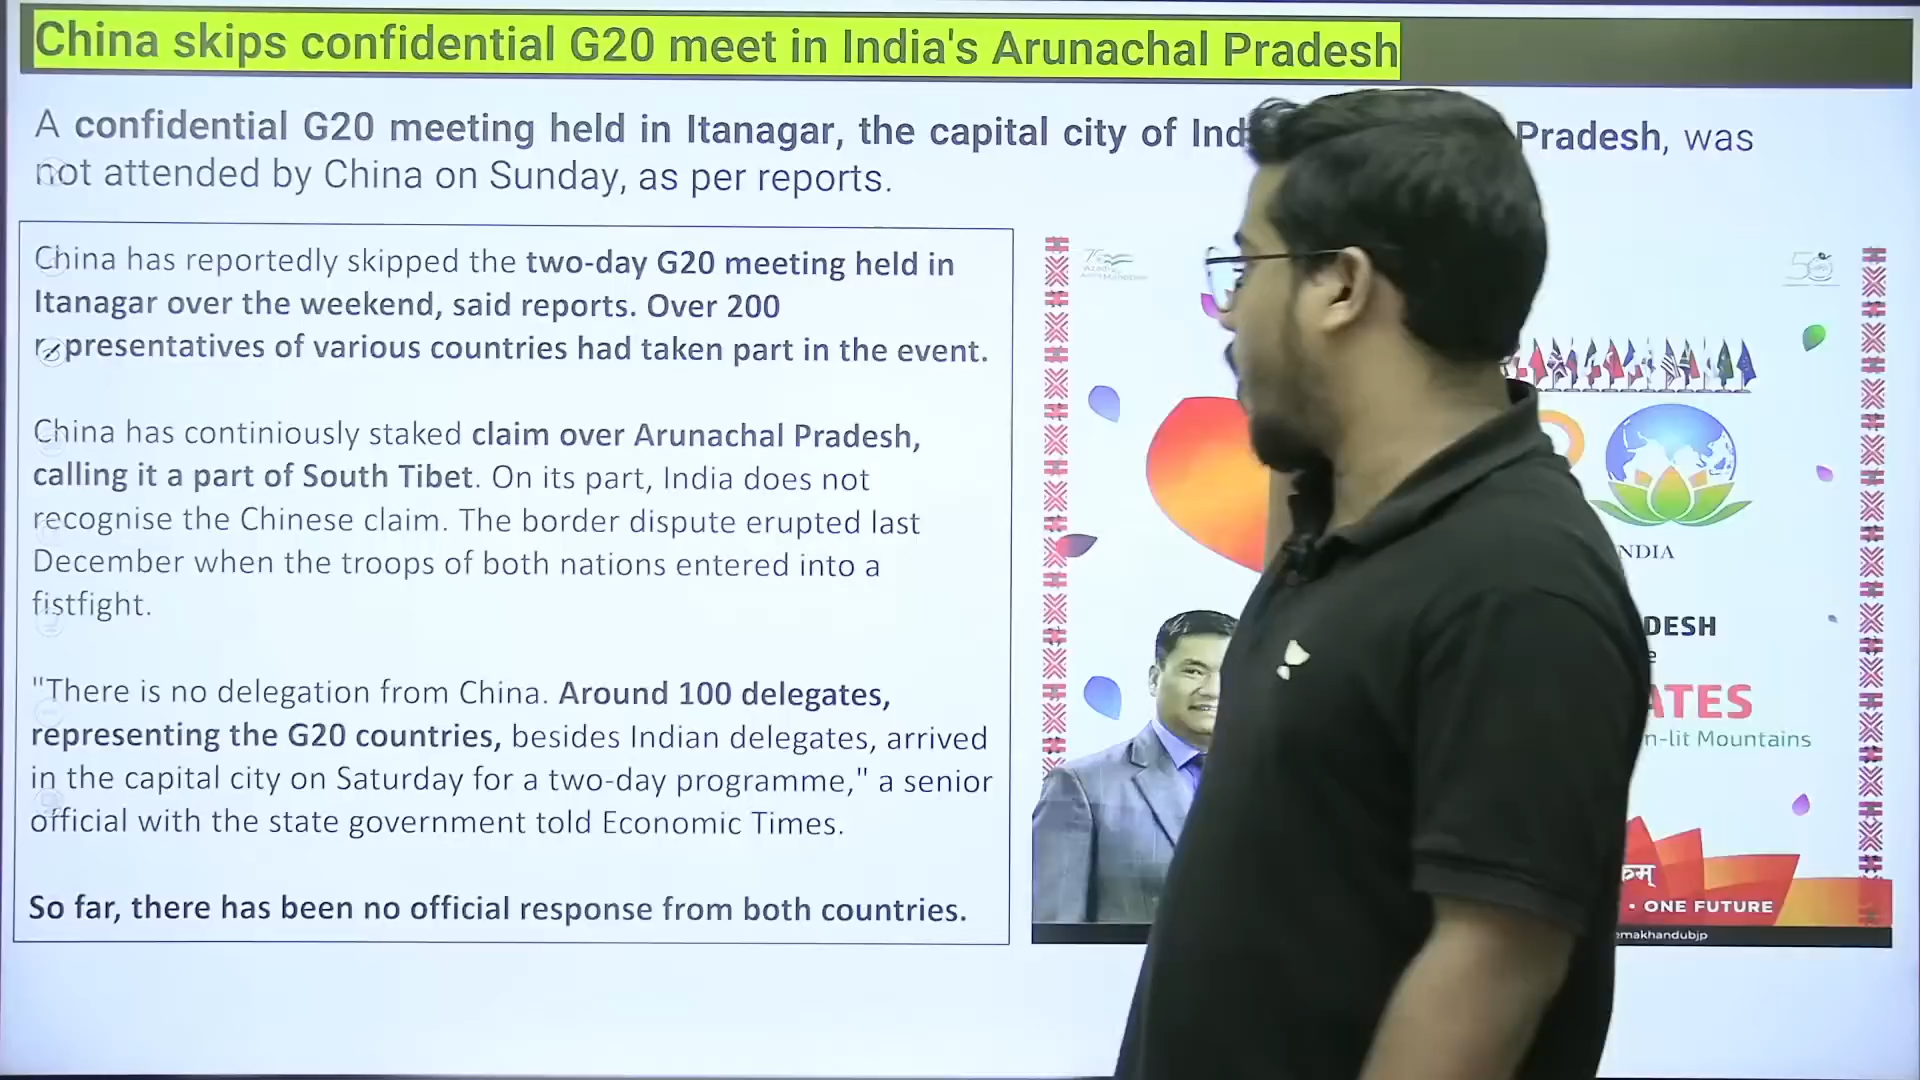 China skips confidential G20 meet in India's Arunachal Pradesh
A confidential G20 meeting held in Itanagar, the capital city of Ind Pradesh, was
not attended by China on Sunday, as per reports.
China has reportedly skipped the two-day G20 meeting held in
Itanagar over the weekend, said reports. Over 200
representatives of various countries had taken part in the event.
China has continiously staked claim over Arunachal Pradesh,
calling it a part of South Tibet. On its part, India does not
recognise the Chinese claim. The border dispute erupted last
December when the troops of both nations entered into a
fistfight.
"There is no delegation from China. Around 100 delegates,
representing the G20 countries, besides Indian delegates, arrived
in the capital city on Saturday for a two-day programme," a senior
official with the state government told Economic Times.
So far, there has been no official response from both countries.
NDIA
DESH
ATES
n-lit Mountains
कम्
• ONE FUTURE
emakhandubjp